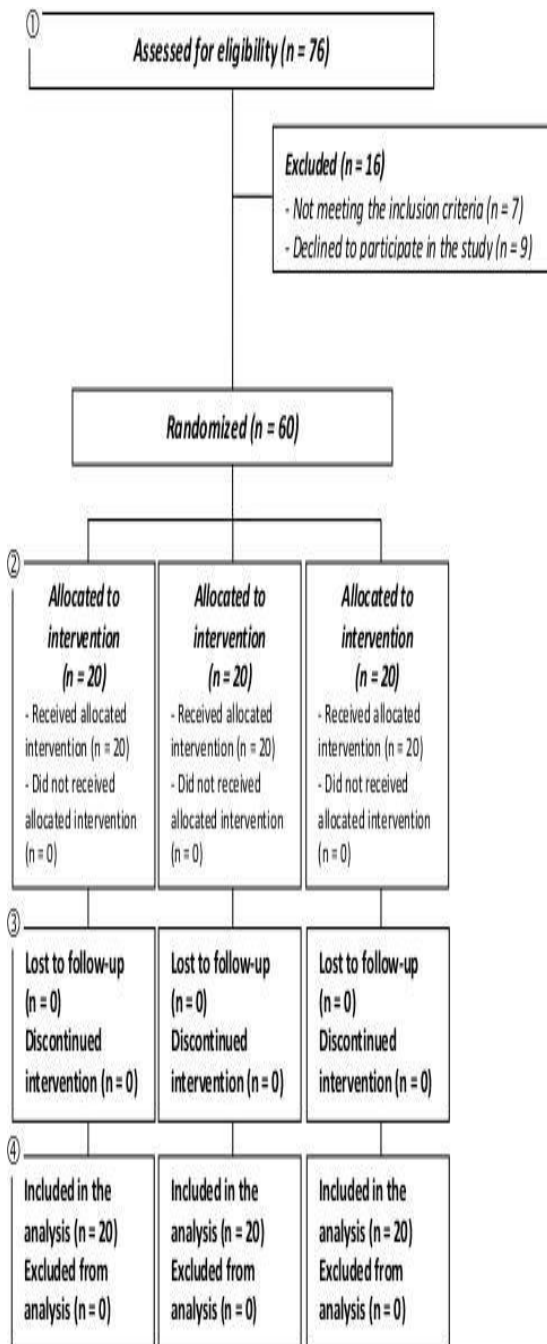 ①
Assessed for eligibility (n = 76)
Excluded (n = 16)
- Not meeting the inclusion criteria (n = 7)
- Declined to participate in the study (n = 9)
Randomized (n = 60)
②
Allocated to
intervention
(n = 20)
- Received allocated
intervention (n = 20)
- Did not received
allocated intervention
(n = 0)
Allocated to
intervention
(n = 20)
- Received allocated
intervention (n = 20)
- Did not received
allocated intervention
(n = 0)
Allocated to
intervention
(n = 20)
- Received allocated
intervention (n = 20)
- Did not received
allocated intervention
(n = 0)
③
Lost to follow-up
(n = 0)
Discontinued
intervention (n = 0)
Lost to follow-up
(n = 0)
Discontinued
intervention (n = 0)
Lost to follow-up
(n = 0)
Discontinued
intervention (n = 0)
④
Included in the
analysis (n = 20)
Excluded from
analysis (n = 0)
Included in the
analysis (n = 20)
Excluded from
analysis (n = 0)
Included in the
analysis (n = 20)
Excluded from
analysis (n = 0)